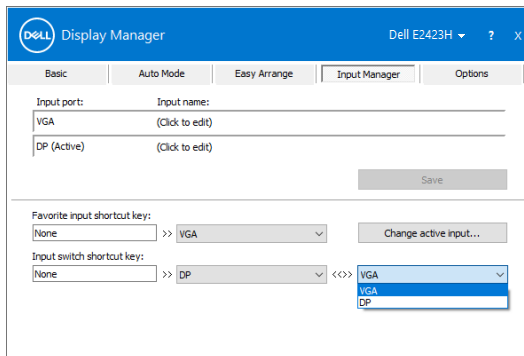 DELL Display Manager Dell E2423H ? X
Basic Auto Mode Easy Arrange Input Manager Options
Input port: Input name:
VGA (Click to edit)
DP (Active) (Click to edit)
Save
Favorite input shortcut key:
None >> VGA Change active input...
Input switch shortcut key:
None >> DP <<>> VGA
VGA
DP